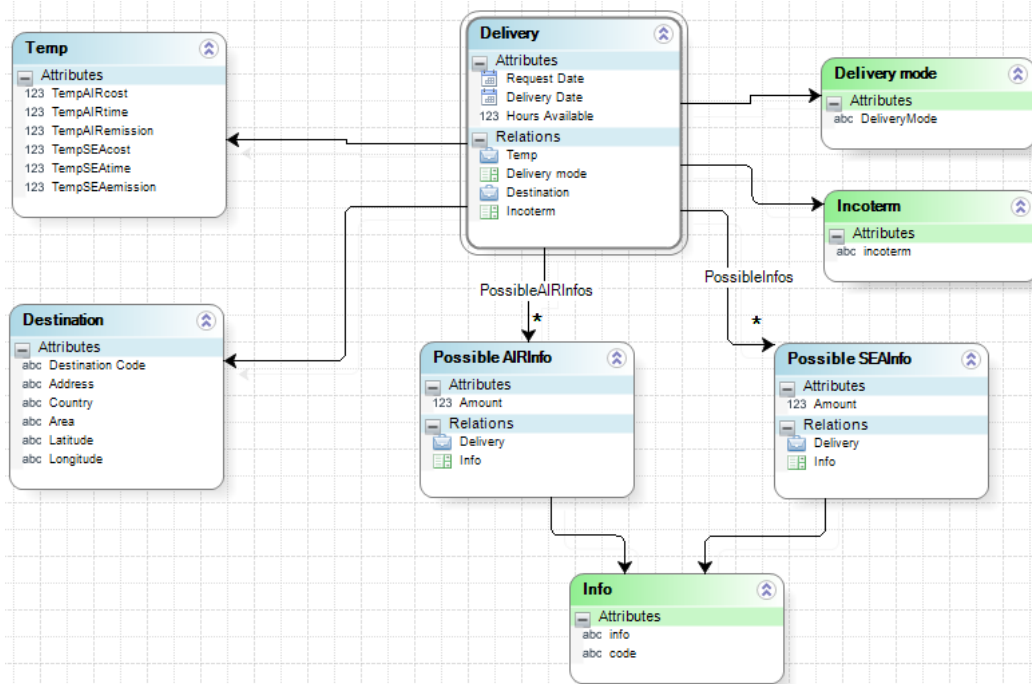 Temp
Attributes
123 TempAIRcost
123 TempAIRtime
123 TempAIRemission
123 TempSEAcost
123 TempSEAtime
123 TempSEAemission
Delivery
Attributes
Request Date
Delivery Date
123 Hours Available
Relations
Temp
Delivery mode
Destination
Incoterm
Delivery mode
Attributes
abc DeliveryMode
Incoterm
Attributes
abc incoterm
PossibleAIRInfos
*
PossibleInfos
*
Destination
Attributes
abc Destination Code
abc Address
abc Country
abc Area
abc Latitude
abc Longitude
Possible AIRInfo
Attributes
123 Amount
Relations
Delivery
Info
Possible SEAInfo
Attributes
123 Amount
Relations
Delivery
Info
Info
Attributes
abc info
abc code